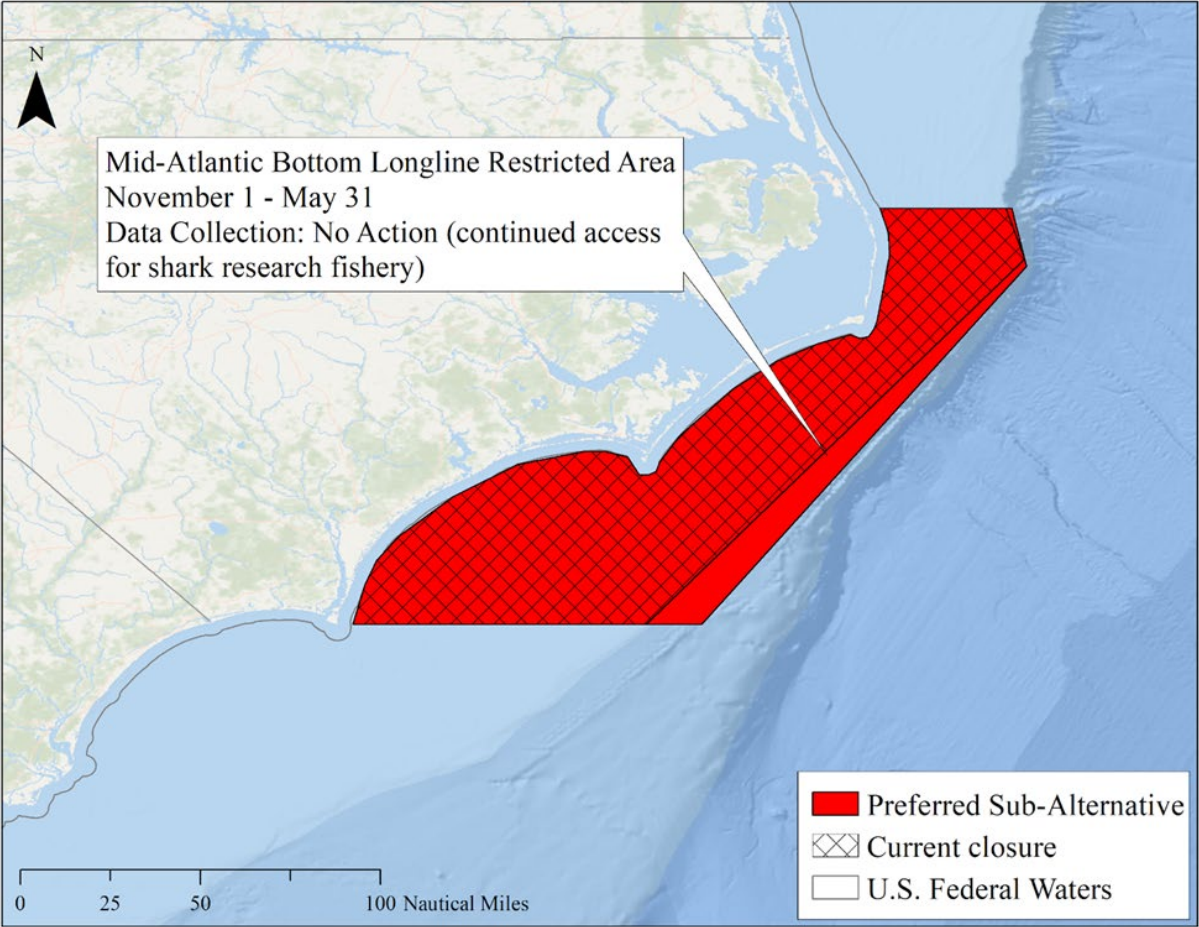 N
Mid-Atlantic Bottom Longline Restricted Area
November 1 - May 31
Data Collection: No Action (continued access
for shark research fishery)
Preferred Sub-Alternative
Current closure
U.S. Federal Waters
0 25 50 100 Nautical Miles